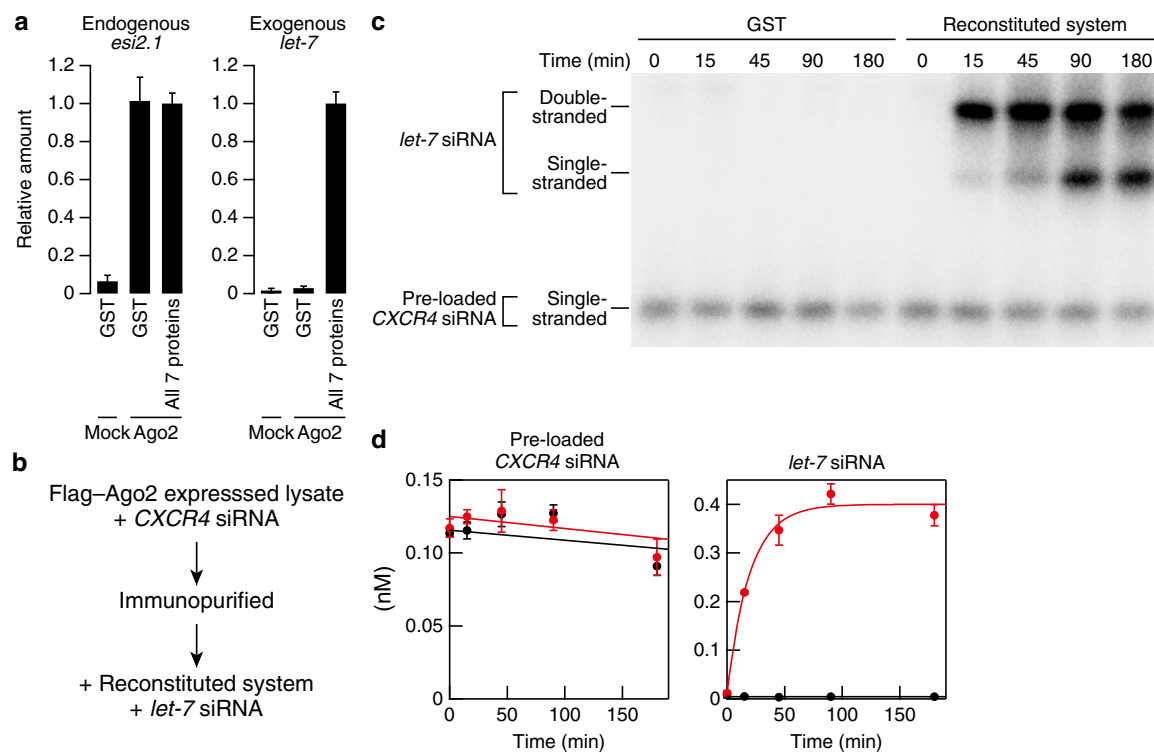 a
Endogenous
esi2.1
Exogenous
let-7
Relative amount
1.2
1.0
0.8
0.6
0.4
0.2
0
GST
GST
All 7 proteins
Mock Ago2
1.2
1.0
0.8
0.6
0.4
0.2
0
GST
GST
All 7 proteins
Mock Ago2
b
Flag–Ago2 expresssed lysate
+ CXCR4 siRNA
Immunopurified
+ Reconstituted system
+ let-7 siRNA
c
GST
Reconstituted system
Time (min)
0 15 45 90 180 0 15 45 90 180
let-7 siRNA
Double-
stranded
Single-
stranded
Pre-loaded
CXCR4 siRNA
Single-
stranded
d
Pre-loaded
CXCR4 siRNA
(nM)
0.15
0.10
0.05
0
0 50 100 150
Time (min)
let-7 siRNA
0.4
0.3
0.2
0.1
0
0 50 100 150
Time (min)